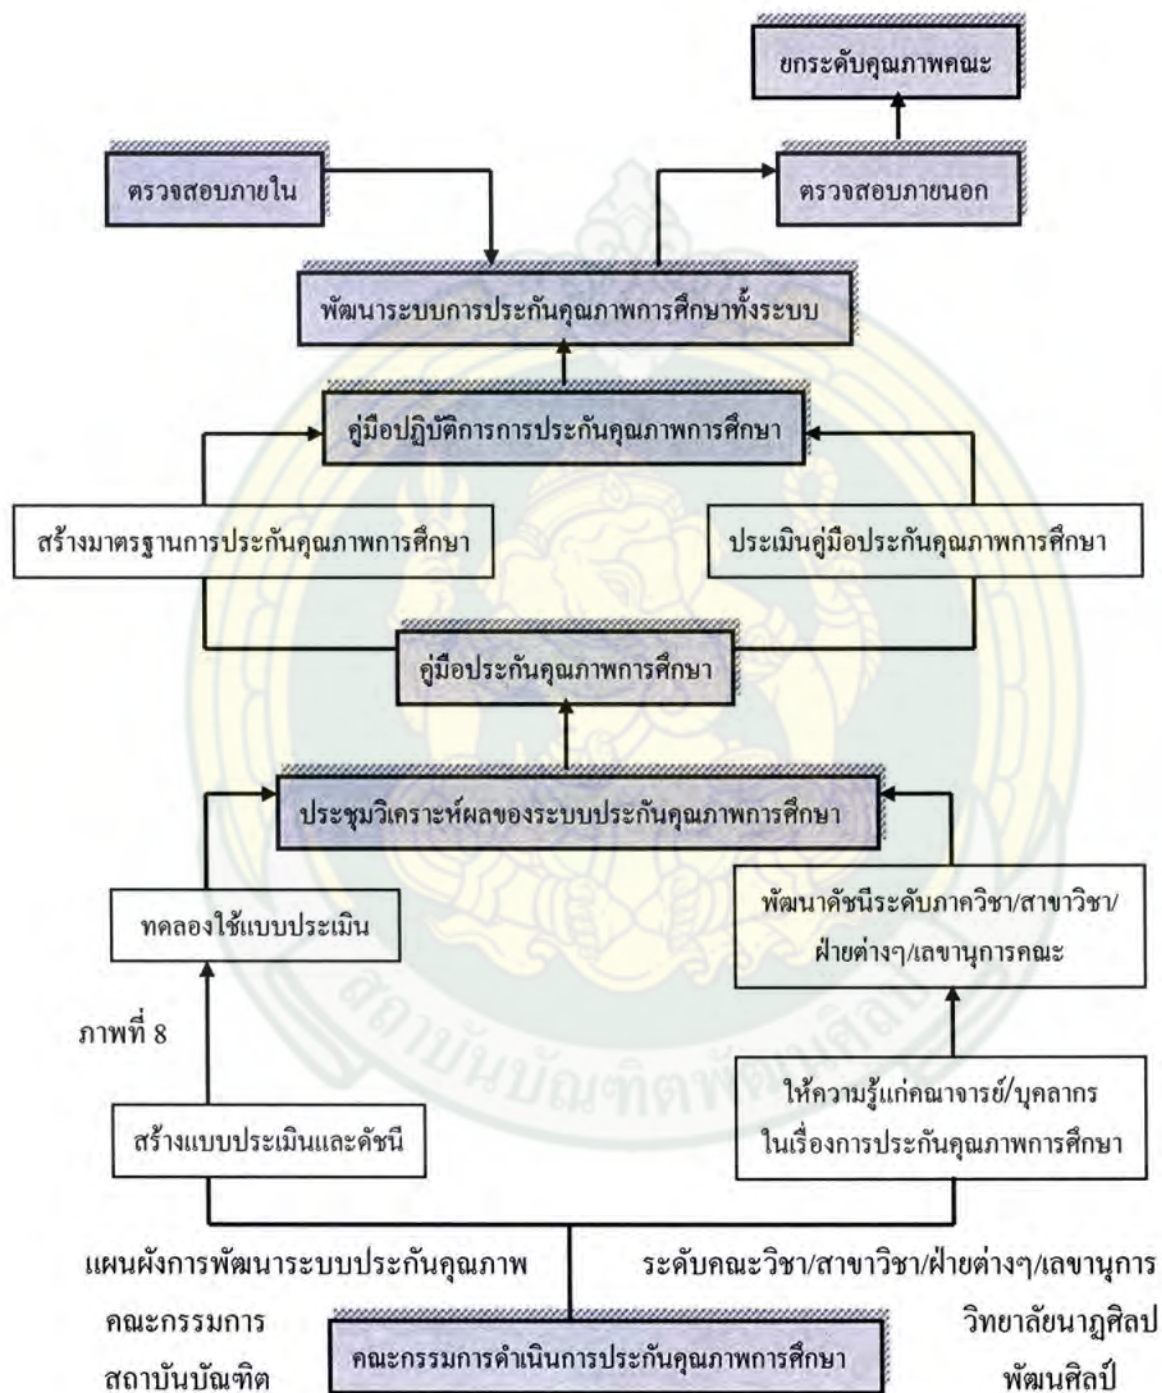 ยกระดับคุณภาพคณะ
ตรวจสอบภายใน
ตรวจสอบภายนอก
พัฒนาระบบการประกันคุณภาพการศึกษาทั้งระบบ
คู่มือปฏิบัติการการประกันคุณภาพการศึกษา
สร้างมาตรฐานการประกันคุณภาพการศึกษา
ประเมินคู่มือประกันคุณภาพการศึกษา
คู่มือประกันคุณภาพการศึกษา
ประชุมวิเคราะห์ผลของระบบประกันคุณภาพการศึกษา
ทดลองใช้แบบประเมิน
พัฒนาดัชนีระดับภาควิชา/สาขาวิชา/
ฝ่ายต่างๆ/เลขานุการคณะ
สถาบันบัณฑิตพัฒนศิลป์
ภาพที่ 8
ให้ความรู้แก่คณาจารย์/บุคลากร
ในเรื่องการประกันคุณภาพการศึกษา
สร้างแบบประเมินและดัชนี
แผนผังการพัฒนาระบบประกันคุณภาพ ระดับคณะวิชา/สาขาวิชา/ฝ่ายต่างๆ/เลขานุการ
คณะกรรมการ วิทยาลัยนาฏศิลป
คณะกรรมการดำเนินการประกันคุณภาพการศึกษา
สถาบันบัณฑิต พัฒนศิลป์